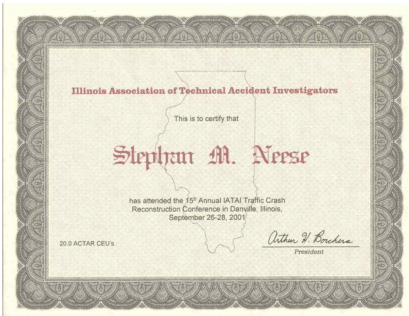 Illinois Association of Technical Accident Investigators
This is to certify that
Stephan M. Neese
has attended the 15th Annual IATAI Traffic Crash
Reconstruction Conference in Danville, Illinois,
September 26-28, 2001
20.0 ACTAR CEU's
Arthur H. Borchers
President